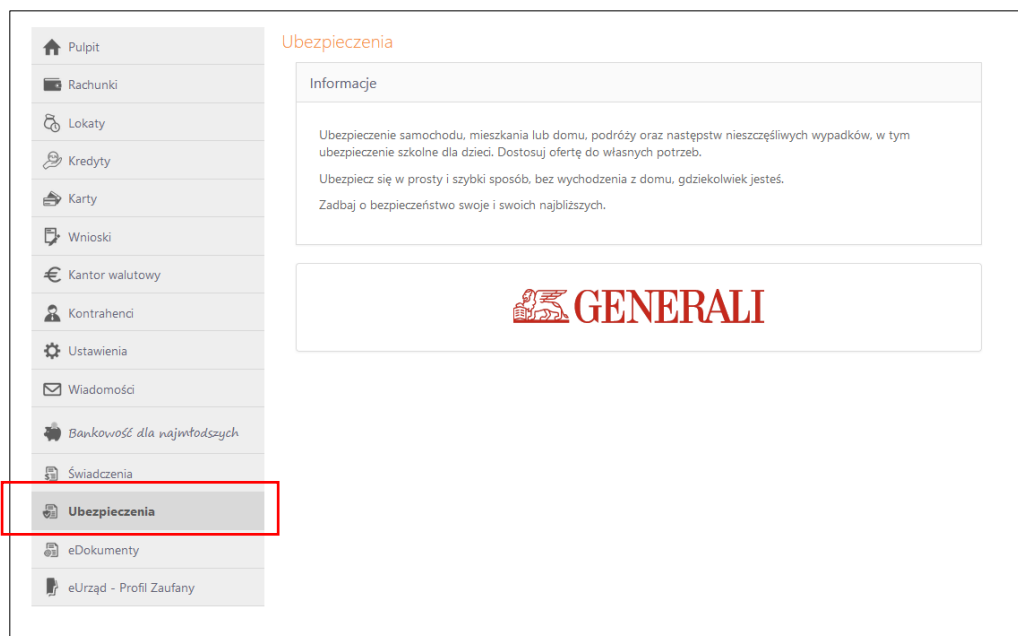 Pulpit
Rachunki
Lokaty
Kredyty
Karty
Wnioski
Kantor walutowy
Kontrahenci
Ustawienia
Wiadomości
Bankowość dla najmłodszych
Świadczenia
Ubezpieczenia
eDokumenty
eUrząd - Profil Zaufany
Ubezpieczenia
Informacje
Ubezpieczenie samochodu, mieszkania lub domu, podróży oraz następstw nieszczęśliwych wypadków, w tym
ubezpieczenie szkolne dla dzieci. Dostosuj ofertę do własnych potrzeb.
Ubezpiecz się w prosty i szybki sposób, bez wychodzenia z domu, gdziekolwiek jesteś.
Zadbaj o bezpieczeństwo swoje i swoich najbliższych.
GENERALI